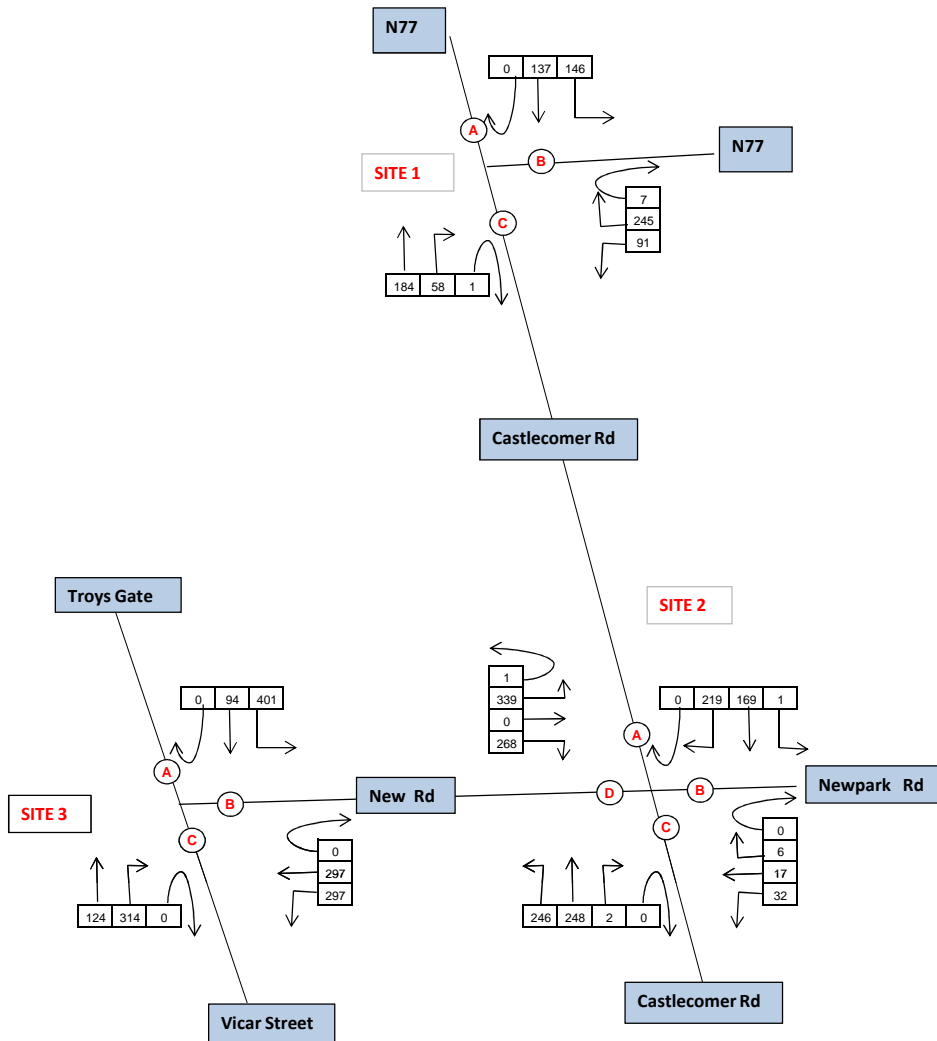 N77
0 137 146
A
B
N77
SITE 1
7
245
91
C
184 58 1
Castlecomer Rd
Troys Gate
SITE 2
1
339
0
268
0 94 401
0 219 169 1
A
A
SITE 3
B
New Rd
D
B
Newpark Rd
C
C
0
297
297
0
6
17
32
124 314 0
246 248 2 0
Vicar Street
Castlecomer Rd